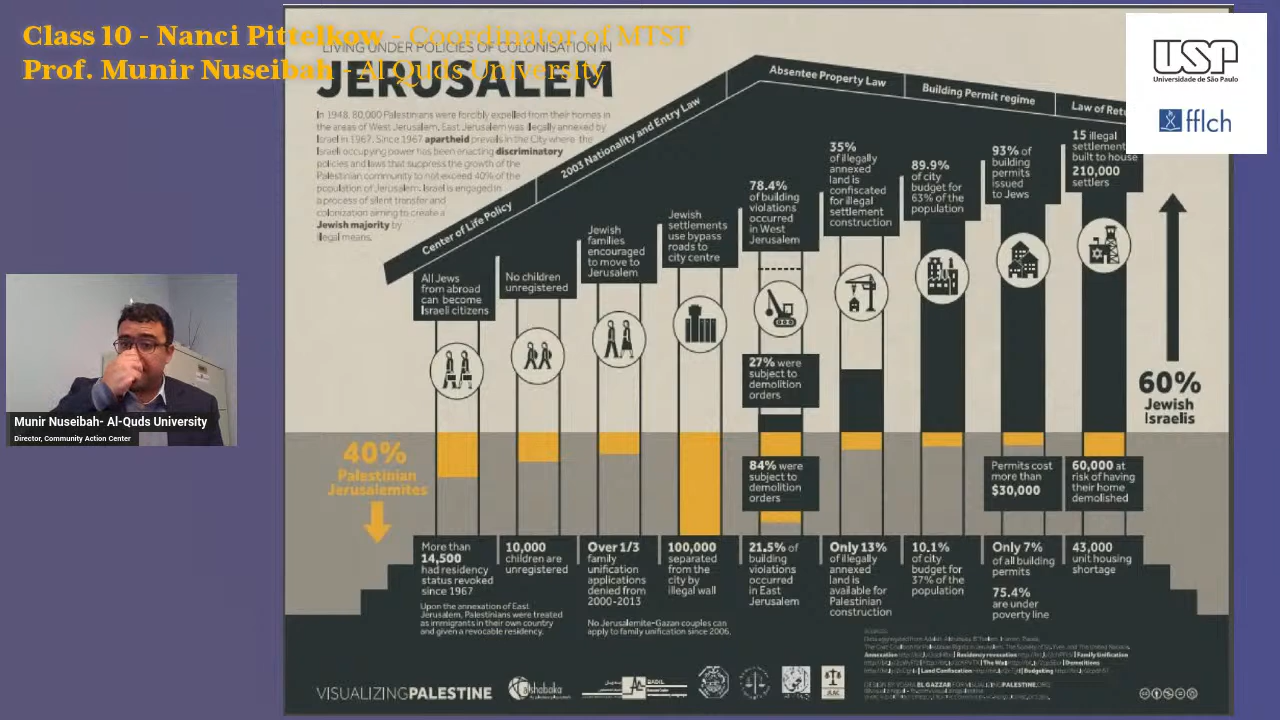 Class 10 - Nanci Pittelkow - Coordinator of MTST
Prof. Munir Nuseibah - Al Quds University
USP
Universidade de São Paulo
fflch
LIVING UNDER POLICIES OF COLONISATION IN
JERUSALEM
In 1948, 80,000 Palestinians were forcibly expelled from their homes in
the areas of West Jerusalem, East Jerusalem was illegally annexed by
Israel in 1967. Since 1967 apartheid prevails in the City where the
Israeli occupying power has been enacting discriminatory
policies and laws that suppress the growth of the
Palestinian community to not exceed 40% of the
population of Jerusalem. Israel is engaged in
a process of silent transfer and
colonization aiming to create a
Jewish majority by
illegal means.
Center of Life Policy
2003 Nationality and Entry Law
Absentee Property Law
Building Permit regime
Law of Retu
All Jews
from abroad
can become
Israeli citizens
No children
unregistered
Jewish
families
encouraged
to move to
Jerusalem
Jewish
settlements
use bypass
roads to
city centre
78.4%
of building
violations
occurred
in West
Jerusalem
35%
of illegally
annexed
land is
confiscated
for illegal
settlement
construction
89.9%
of city
budget for
63% of the
population
93% of
building
permits
issued
to Jews
15 illegal
settlement
built to house
210,000
settlers
27% were
subject to
demolition
orders
60%
Jewish
Israelis
40%
Palestinian
Jerusalemites
84% were
subject to
demolition
orders
Permits cost
more than
$30,000
60,000 at
risk of having
their home
demolished
More than
14,500
had residency
status revoked
since 1967
Upon the annexation of East
Jerusalem, Palestinians were treated
as immigrants in their own country
and given a revocable residency.
10,000
children are
unregistered
Over 1/3
family
unification
applications
denied from
2000-2013
No Jerusalemite-Gazan couples can
apply to family unification since 2006.
100,000
separated
from the
city by
illegal wall
21.5% of
building
violations
occurred
in East
Jerusalem
Only 13%
of illegally
annexed
land is
available for
Palestinian
construction
10.1%
of city
budget for
37% of the
population
Only 7%
of all building
permits
75.4%
are under
poverty line
43,000
unit housing
shortage
VISUALIZINGPALESTINE
alshabaka
BADIL
Munir Nuseibah- Al-Quds University
Director, Community Action Center